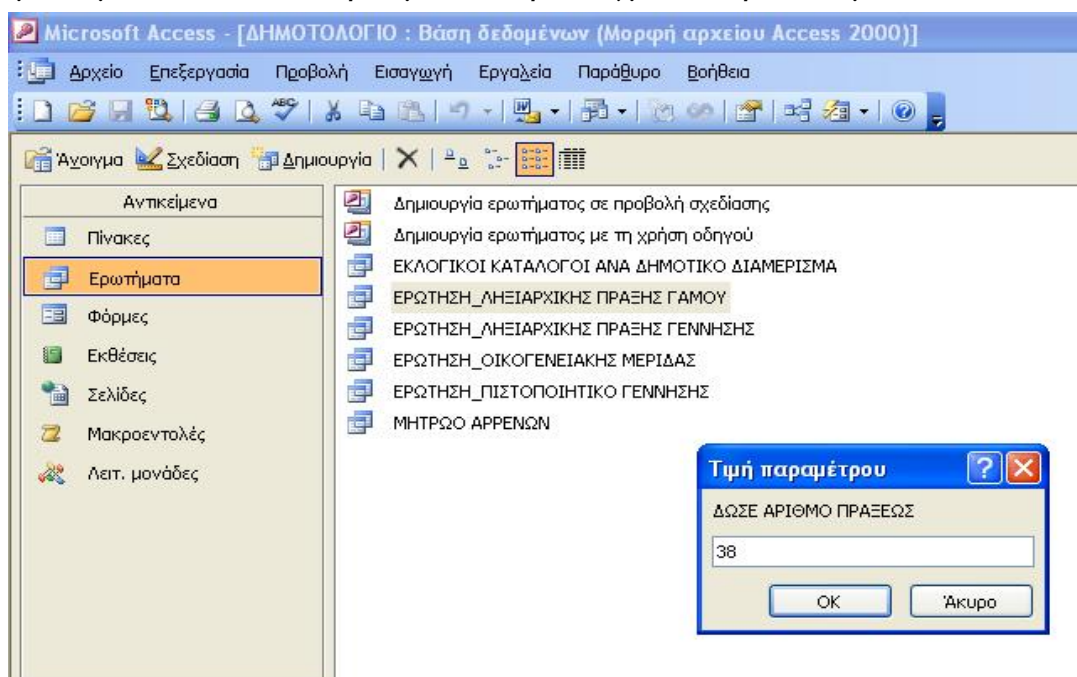 Microsoft Access - [ΔΗΜΟΤΟΛΟΓΙΟ : Βάση δεδομένων (Μορφή αρχείου Access 2000)]
Αρχείο Επεξεργασία Προβολή Εισαγωγή Εργαλεία Παράθυρο Βοήθεια
Άνοιγμα Σχεδίαση Δημιουργία
Αντικείμενα
Πίνακες
Ερωτήματα
Φόρμες
Εκθέσεις
Σελίδες
Μακροεντολές
Λειτ. μονάδες
Δημιουργία ερωτήματος σε προβολή σχεδίασης
Δημιουργία ερωτήματος με τη χρήση οδηγού
ΕΚΛΟΓΙΚΟΙ ΚΑΤΑΛΟΓΟΙ ΑΝΑ ΔΗΜΟΤΙΚΟ ΔΙΑΜΕΡΙΣΜΑ
ΕΡΩΤΗΣΗ_ΛΗΞΙΑΡΧΙΚΗΣ ΠΡΑΞΗΣ ΓΑΜΟΥ
ΕΡΩΤΗΣΗ_ΛΗΞΙΑΡΧΙΚΗΣ ΠΡΑΞΗΣ ΓΕΝΝΗΣΗΣ
ΕΡΩΤΗΣΗ_ΟΙΚΟΓΕΝΕΙΑΚΗΣ ΜΕΡΙΔΑΣ
ΕΡΩΤΗΣΗ_ΠΙΣΤΟΠΟΙΗΤΙΚΟ ΓΕΝΝΗΣΗΣ
ΜΗΤΡΩΟ ΑΡΡΕΝΩΝ
Τιμή παραμέτρου
ΔΩΣΕ ΑΡΙΘΜΟ ΠΡΑΞΕΩΣ
38
OK Άκυρο